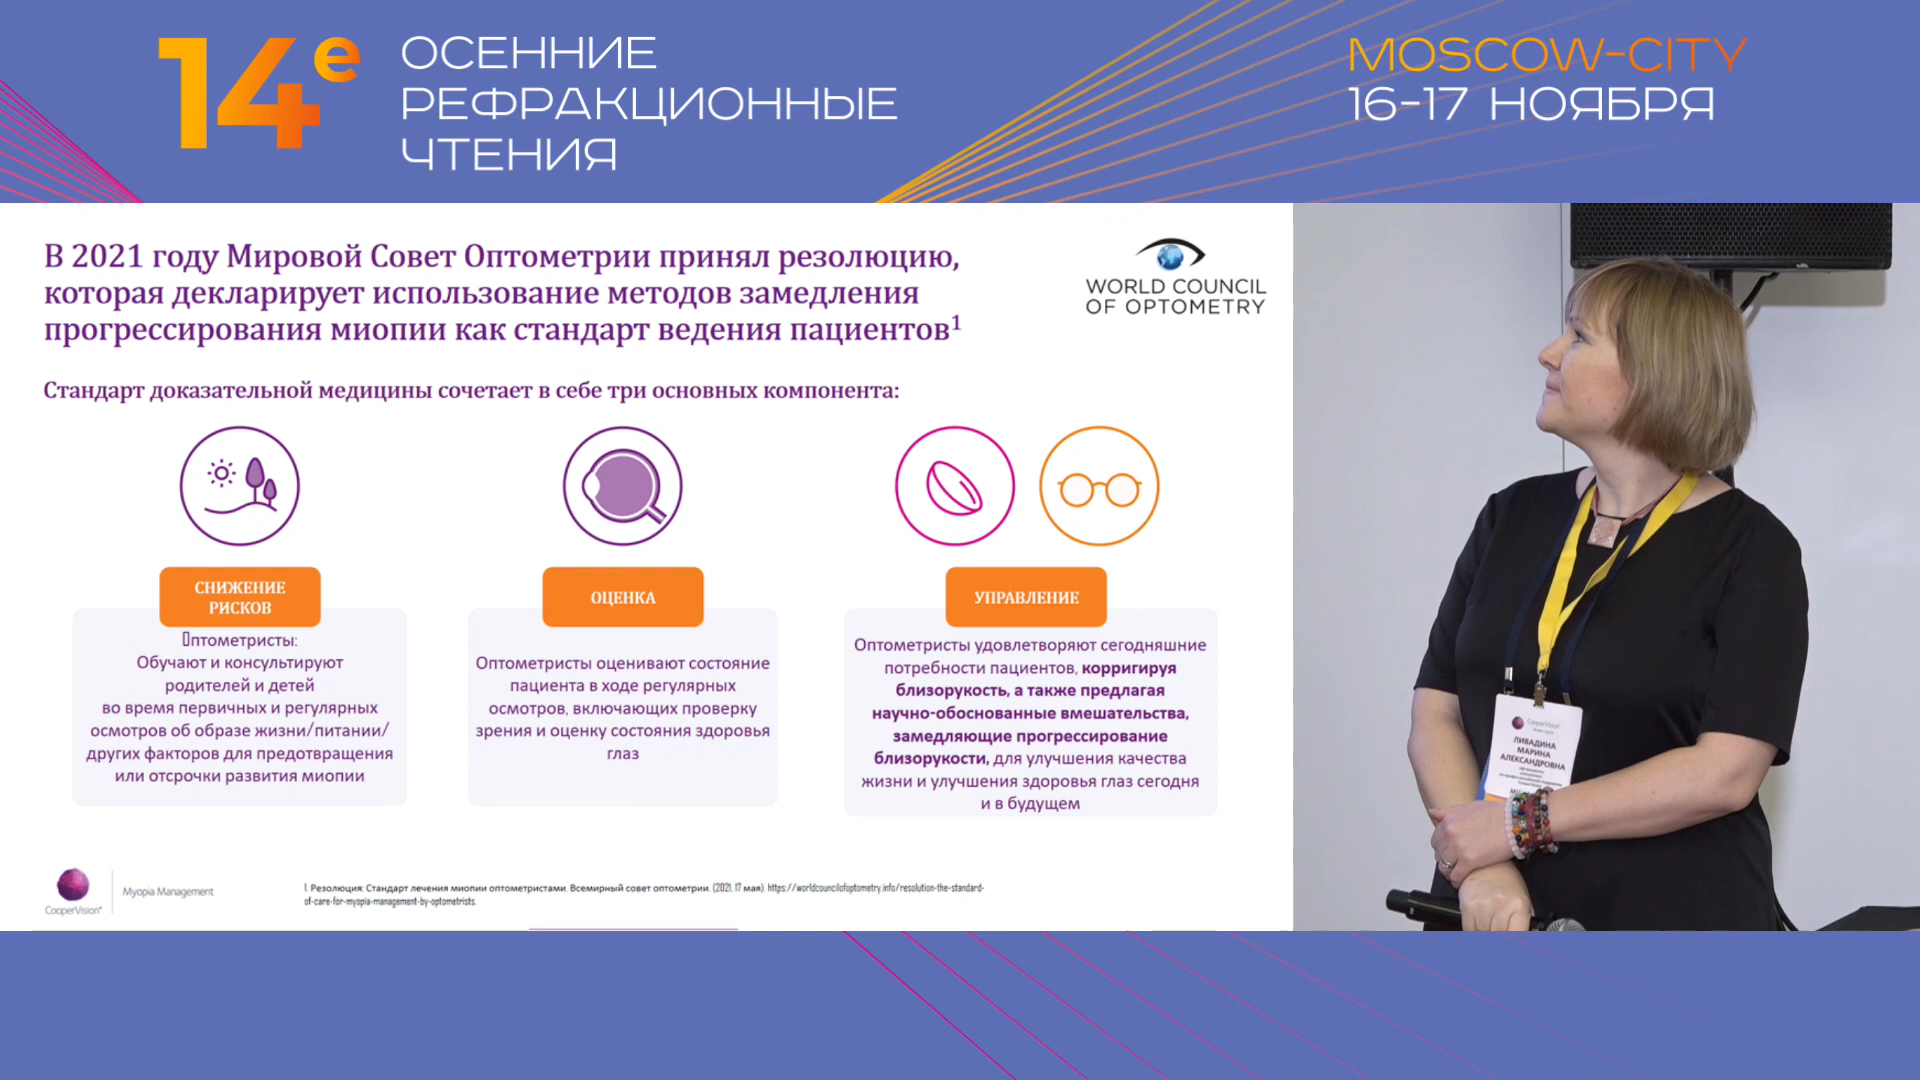 14е
ОСЕННИЕ
РЕФРАКЦИОННЫЕ
ЧТЕНИЯ
MOSCOW-CITY
16-17 НОЯБРЯ
В 2021 году Мировой Совет Оптометрии принял резолюцию,
которая декларирует использование методов замедления
прогрессирования миопии как стандарт ведения пациентов1
WORLD COUNCIL
OF OPTOMETRY
Стандарт доказательной медицины сочетает в себе три основных компонента:
СНИЖЕНИЕ
РИСКОВ
птометристы:
Обучают и консультируют
родителей и детей
во время первичных и регулярных
осмотров об образе жизни/питании/
других факторов для предотвращения
или отсрочки развития миопии
ОЦЕНКА
Оптометристы оценивают состояние
пациента в ходе регулярных
осмотров, включающих проверку
зрения и оценку состояния здоровья
глаз
УПРАВЛЕНИЕ
Оптометристы удовлетворяют сегодняшние
потребности пациентов, корригируя
близорукость, а также предлагая
научно-обоснованные вмешательства,
замедляющие прогрессирование
близорукости, для улучшения качества
жизни и улучшения здоровья глаз сегодня
и в будущем
CooperVision®
Myopia Management
1. Резолюция: Стандарт лечения миопии оптометристами. Всемирный совет оптометрии. (2021, 17 мая). https://worldcouncilofoptometry.info/resolution-the-standard-
of-care-for-myopia-management-by-optometrists.
CooperVision
ЛИВАДИНА
МАРИНА
АЛЕКСАНДРОВНА